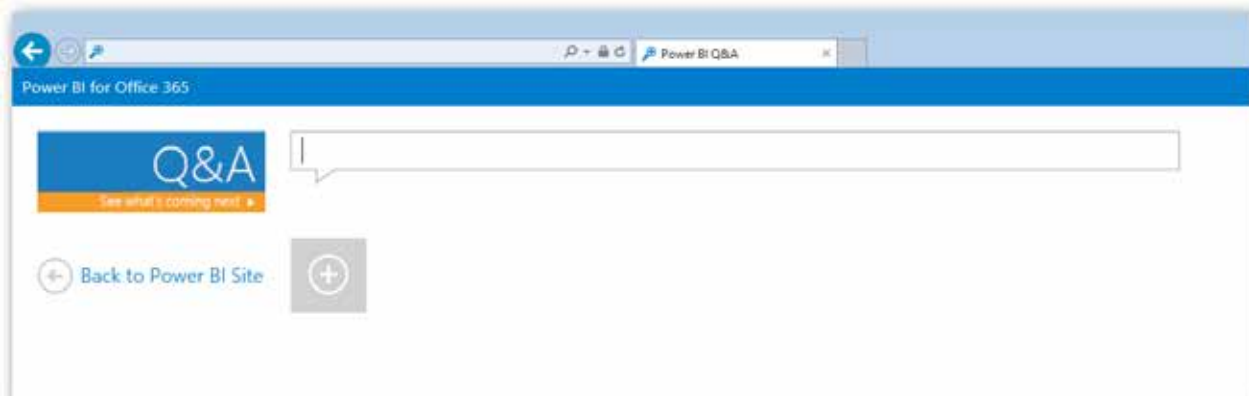 Power BI Q&A
Power BI for Office 365
Q&A
See what's coming next
Back to Power BI Site